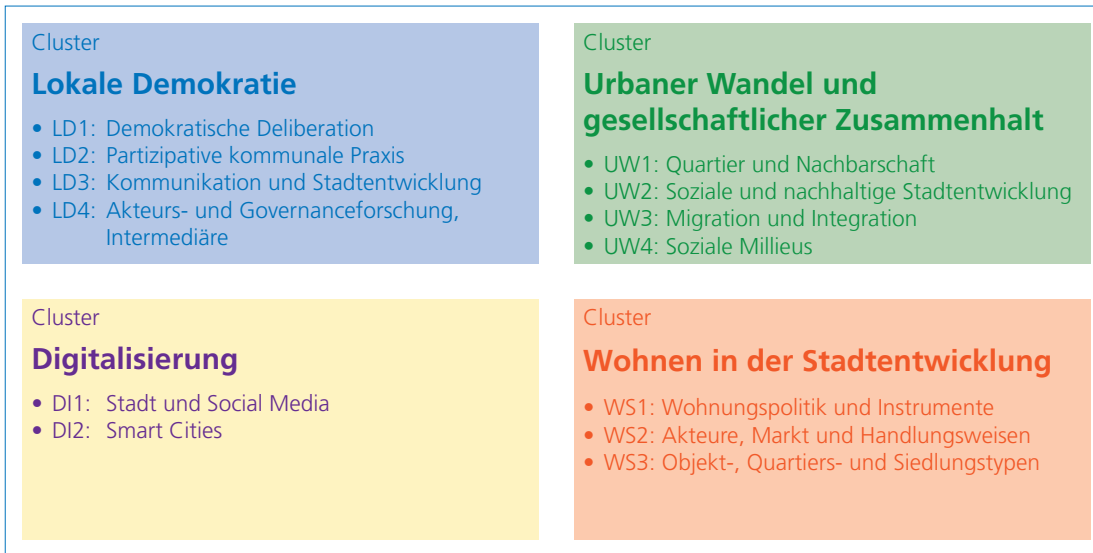 Cluster
Lokale Demokratie
• LD1: Demokratische Deliberation
• LD2: Partizipative kommunale Praxis
• LD3: Kommunikation und Stadtentwicklung
• LD4: Akteurs- und Governanceforschung,
Intermediäre
Cluster
Urbaner Wandel und
gesellschaftlicher Zusammenhalt
• UW1: Quartier und Nachbarschaft
• UW2: Soziale und nachhaltige Stadtentwicklung
• UW3: Migration und Integration
• UW4: Soziale Millieus
Cluster
Digitalisierung
• DI1: Stadt und Social Media
• DI2: Smart Cities
Cluster
Wohnen in der Stadtentwicklung
• WS1: Wohnungspolitik und Instrumente
• WS2: Akteure, Markt und Handlungsweisen
• WS3: Objekt-, Quartiers- und Siedlungstypen